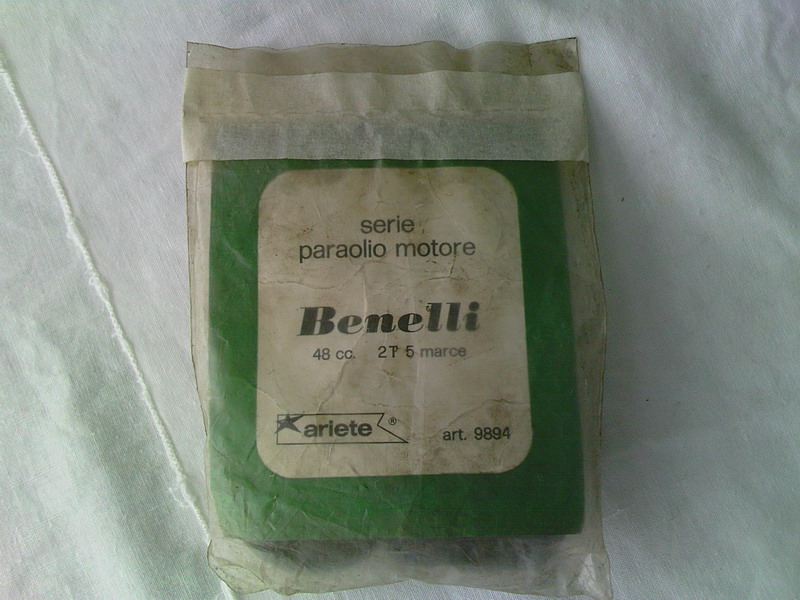 serie
paraolio motore
Benelli
48 cc. 2T 5 marce
ariete ®
art. 9894